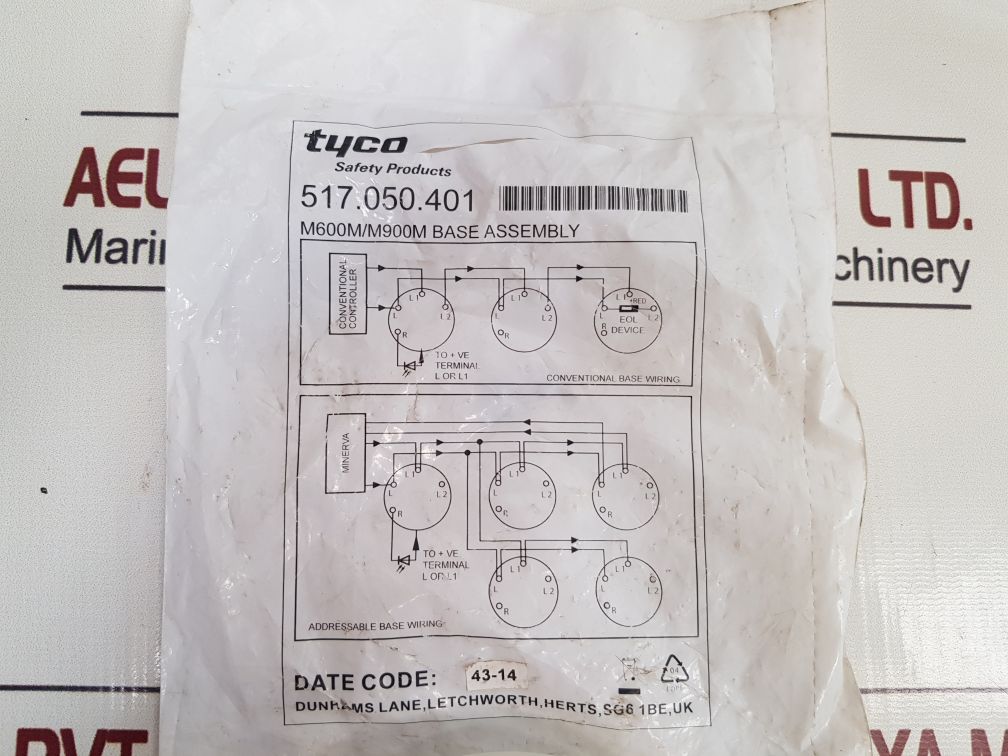 tyco
Safety Products
517.050.401
M600M/M900M BASE ASSEMBLY
CONVENTIONAL
CONTROLLER
L1
L
L2
R
TO + VE
TERMINAL
L OR L1
L1
L
L2
R
L1
+RED
L
L2
EOL
DEVICE
R
CONVENTIONAL BASE WIRING
MINERVA
L1
L
L2
R
TO + VE
TERMINAL
L OR L1
L1
L
L2
R
L1
L
L2
R
L1
L
L2
R
L1
L
L2
R
ADDRESSABLE BASE WIRING
DATE CODE: 43-14
04
DUNHAMS LANE,LETCHWORTH,HERTS,SG6 1BE,UK
AEL
LTD.
Marin
chinery
PVT
YA M